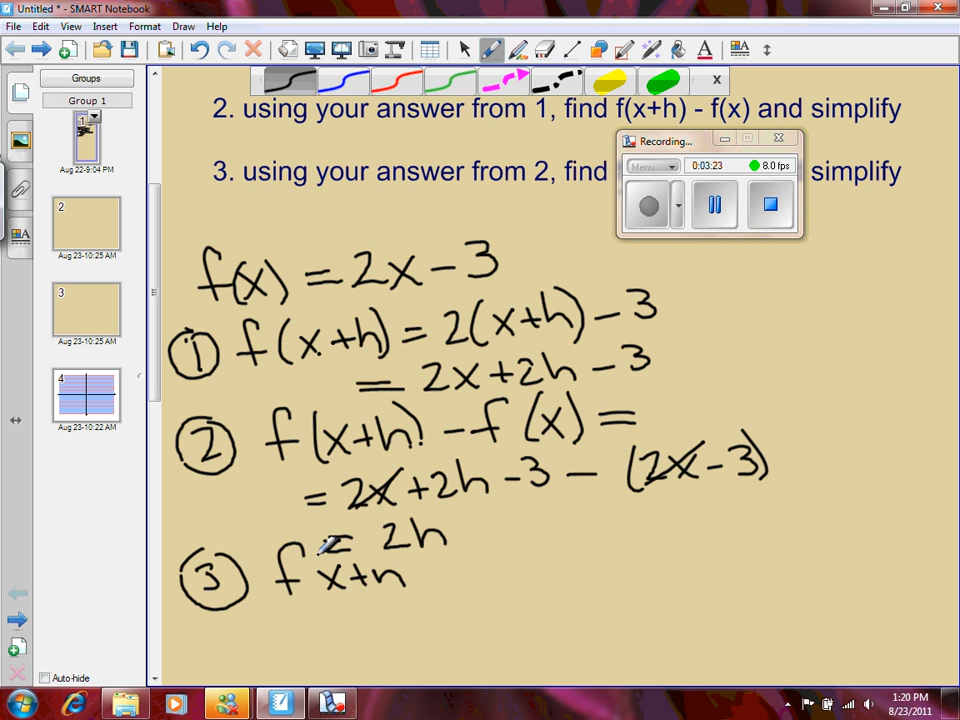 Untitled * - SMART Notebook
File Edit View Insert Format Draw Help
Groups
Group 1
1
Aug 22-9:04 PM
2
Aug 23-10:25 AM
3
Aug 23-10:25 AM
4
Aug 23-10:22 AM
Auto-hide
x
2. using your answer from 1, find f(x+h) - f(x) and simplify
3. using your answer from 2, find
simplify
Recording...
Menu 0:03:23 8.0 fps
f(x) = 2x - 3
① f(x+h) = 2(x+h) - 3
= 2x+2h - 3
② f(x+h) - f(x) =
= 2x+2h - 3 - (2x - 3)
= 2h
③ f x+h
1:20 PM
8/23/2011